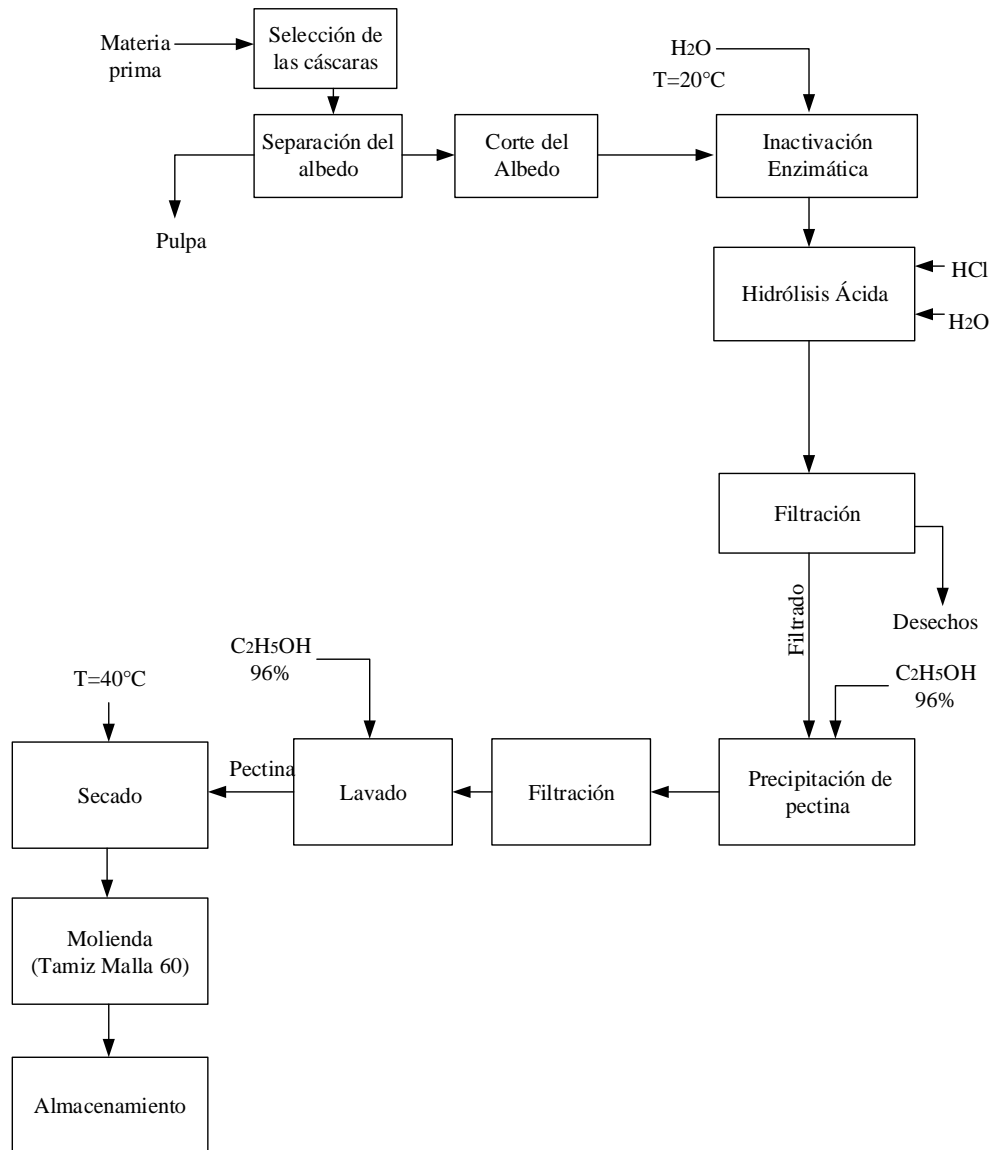 Materia
prima
Selección de
las cáscaras
H2O
T=20°C
Separación del
albedo
Corte del
Albedo
Inactivación
Enzimática
Pulpa
Hidrólisis Ácida
HCl
H2O
Filtración
Desechos
Filtrado
C2H5OH
96%
Precipitación de
pectina
Filtración
C2H5OH
96%
Lavado
Pectina
T=40°C
Secado
Molienda
(Tamiz Malla 60)
Almacenamiento